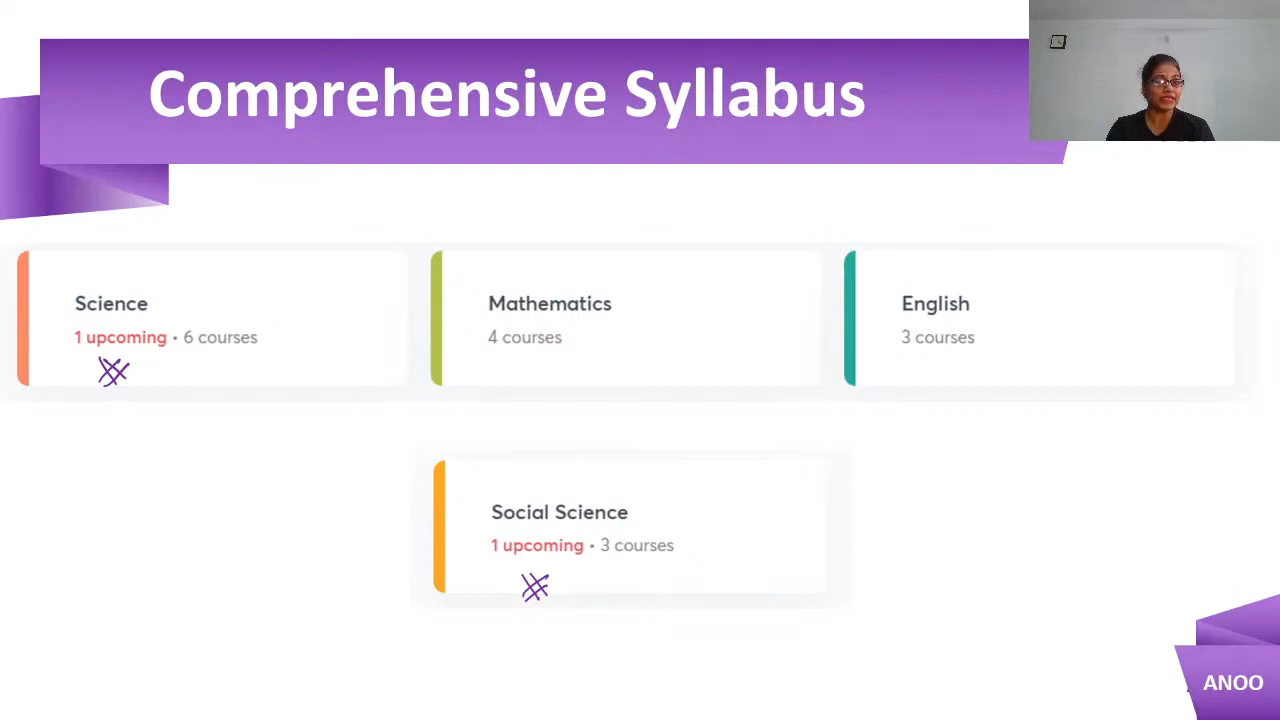 Comprehensive Syllabus
Science
1 upcoming • 6 courses
Mathematics
4 courses
English
3 courses
Social Science
1 upcoming • 3 courses
ANOO